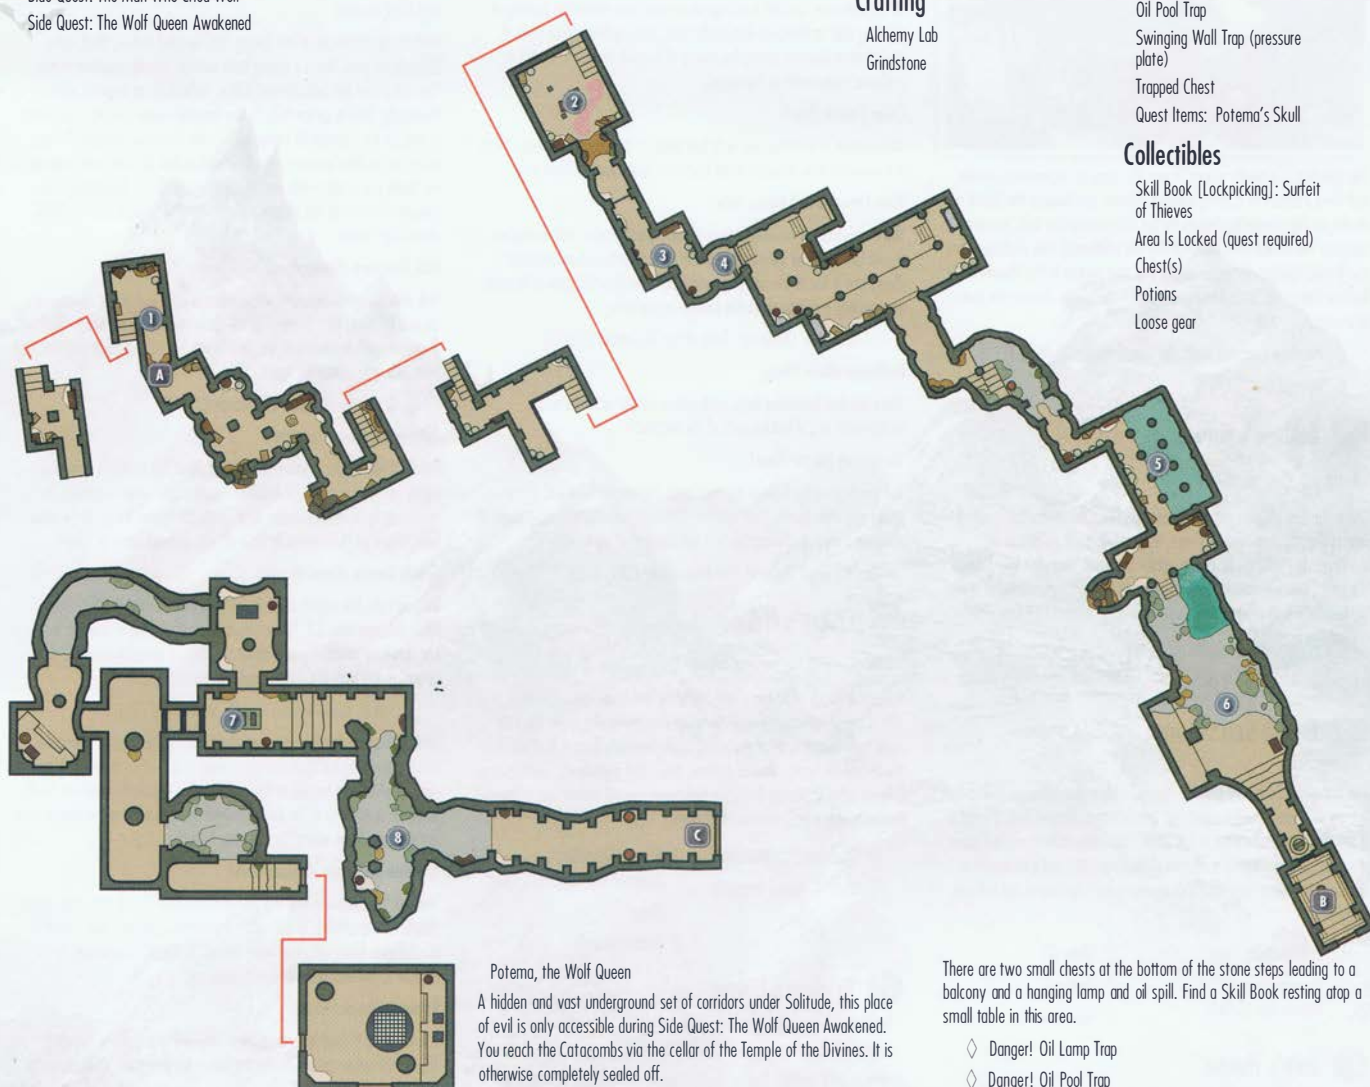 Side Quest: The Man Who Cried Wolf
Side Quest: The Wolf Queen Awakened
Crafting
Alchemy Lab
Grindstone
Oil Pool Trap
Swinging Wall Trap (pressure
plate)
Trapped Chest
Quest Items: Potema's Skull
Collectibles
Skill Book [Lockpicking]: Surfeit
of Thieves
Area Is Locked (quest required)
Chest(s)
Potions
Loose gear
2
3
4
1
A
5
6
7
8
C
B
Potema, the Wolf Queen
A hidden and vast underground set of corridors under Solitude, this place
of evil is only accessible during Side Quest: The Wolf Queen Awakened.
You reach the Catacombs via the cellar of the Temple of the Divines. It is
otherwise completely sealed off.
There are two small chests at the bottom of the stone steps leading to a
balcony and a hanging lamp and oil spill. Find a Skill Book resting atop a
small table in this area.
◊ Danger! Oil Lamp Trap
◊ Danger! Oil Pool Trap